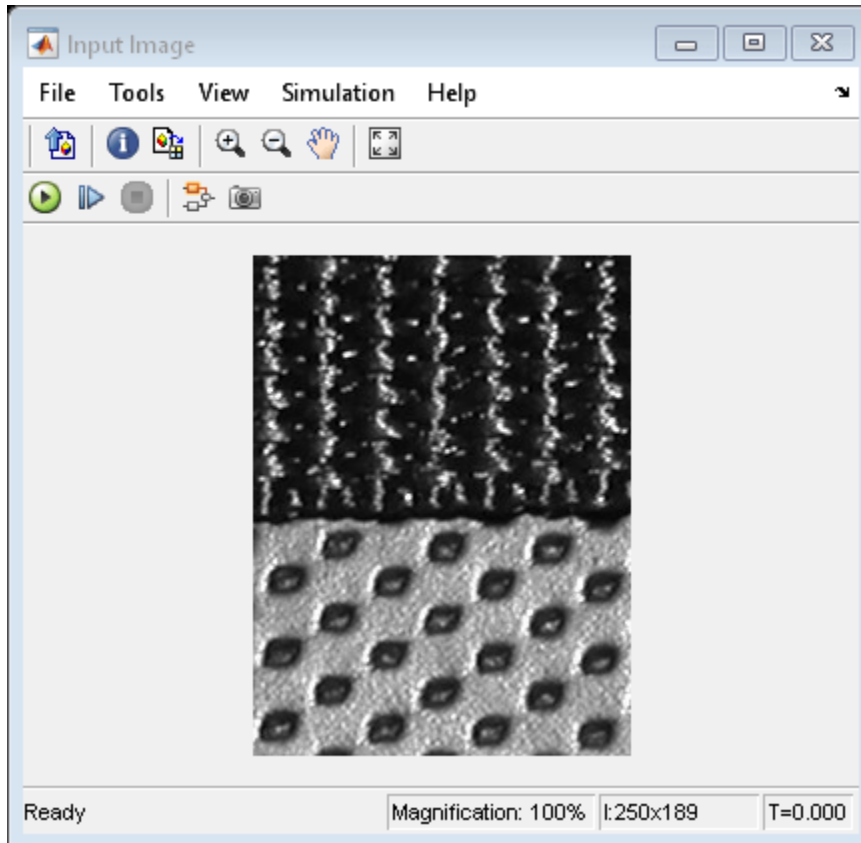 Input Image
File Tools View Simulation Help
Ready Magnification: 100% I:250x189 T=0.000